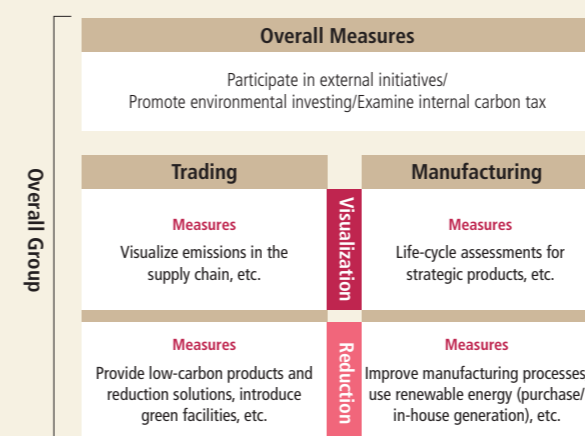 Overall Group
Overall Measures
Participate in external initiatives/
Promote environmental investing/Examine internal carbon tax
Trading
Manufacturing
Measures
Visualize emissions in the
supply chain, etc.
Visualization
Measures
Life-cycle assessments for
strategic products, etc.
Measures
Provide low-carbon products and
reduction solutions, introduce
green facilities, etc.
Reduction
Measures
Improve manufacturing processes
use renewable energy (purchase/
in-house generation), etc.